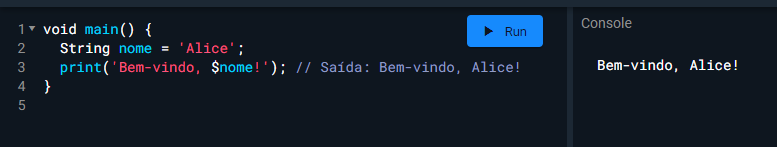 1 void main() {
2 String nome = 'Alice';
3 print('Bem-vindo, $nome!'); // Saída: Bem-vindo, Alice!
4 }
5
Run
Console
Bem-vindo, Alice!